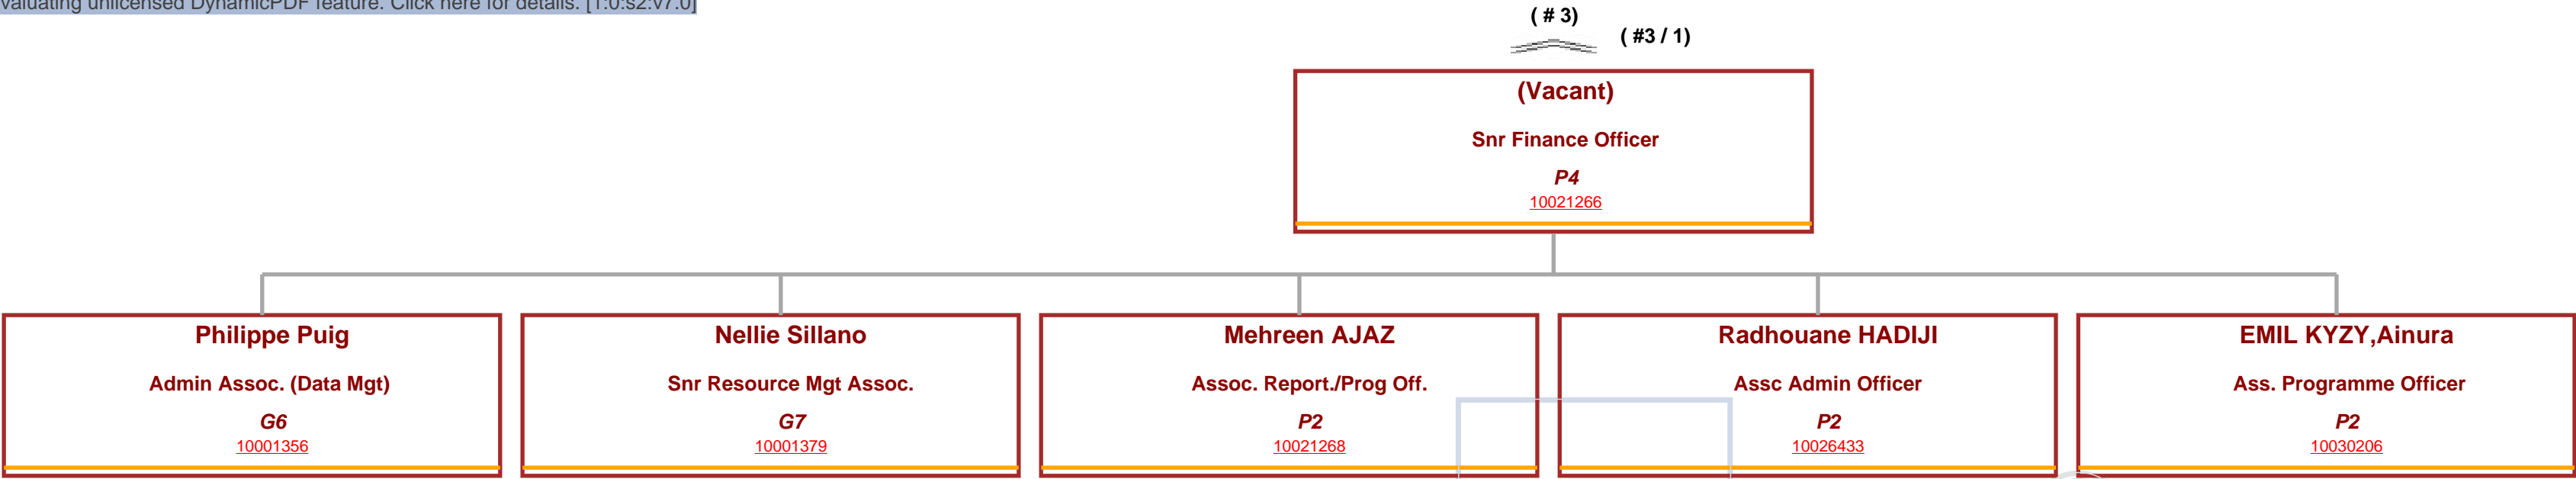 valuating unlicensed DynamicPDF feature. Click here for details. [1:0:s2:v7.0]
( # 3)
( #3 / 1)
(Vacant)
Snr Finance Officer
P4
10021266
Philippe Puig
Admin Assoc. (Data Mgt)
G6
10001356
Nellie Sillano
Snr Resource Mgt Assoc.
G7
10001379
Mehreen AJAZ
Assoc. Report./Prog Off.
P2
10021268
Radhouane HADIJI
Assc Admin Officer
P2
10026433
EMIL KYZY,Ainura
Ass. Programme Officer
P2
10030206